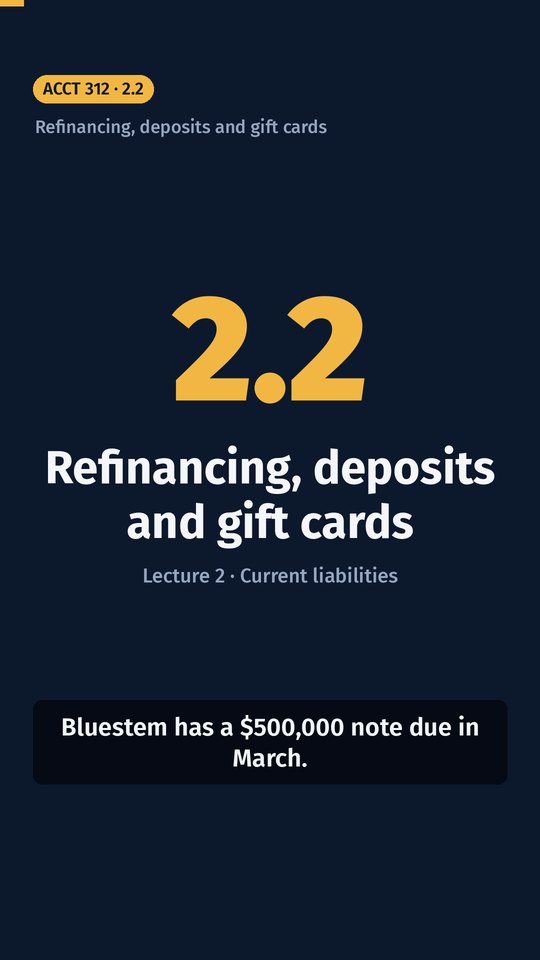 ACCT 312 · 2.2
Refinancing, deposits and gift cards
2.2
Refinancing, deposits
and gift cards
Lecture 2 · Current liabilities
Bluestem has a $500,000 note due in
March.